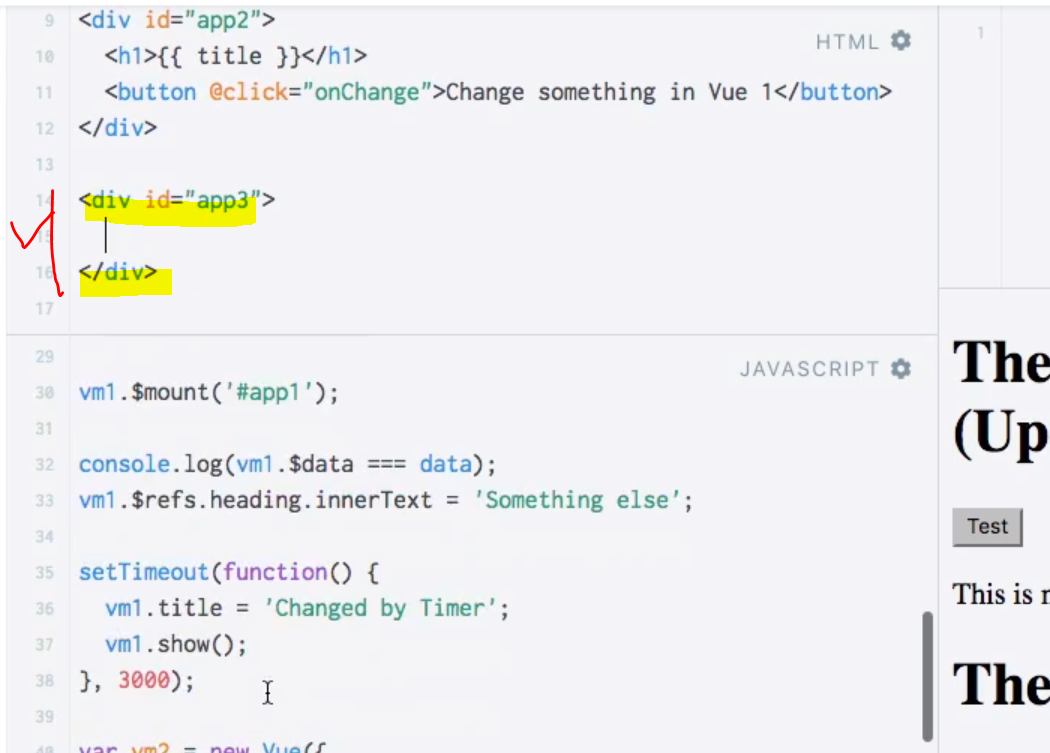 9 <div id="app2">
HTML
1
10 <h1>{{ title }}</h1>
11 <button @click="onChange">Change something in Vue 1</button>
12 </div>
13
14 <div id="app3">
15
16 </div>
17
29
JAVASCRIPT
30 vm1.$mount('#app1');
31
32 console.log(vm1.$data === data);
33 vm1.$refs.heading.innerText = 'Something else';
34
35 setTimeout(function() {
36 vm1.title = 'Changed by Timer';
37 vm1.show();
38 }, 3000);
39
40 var vm2 = new Vue({
The
(Up
Test
This is
The